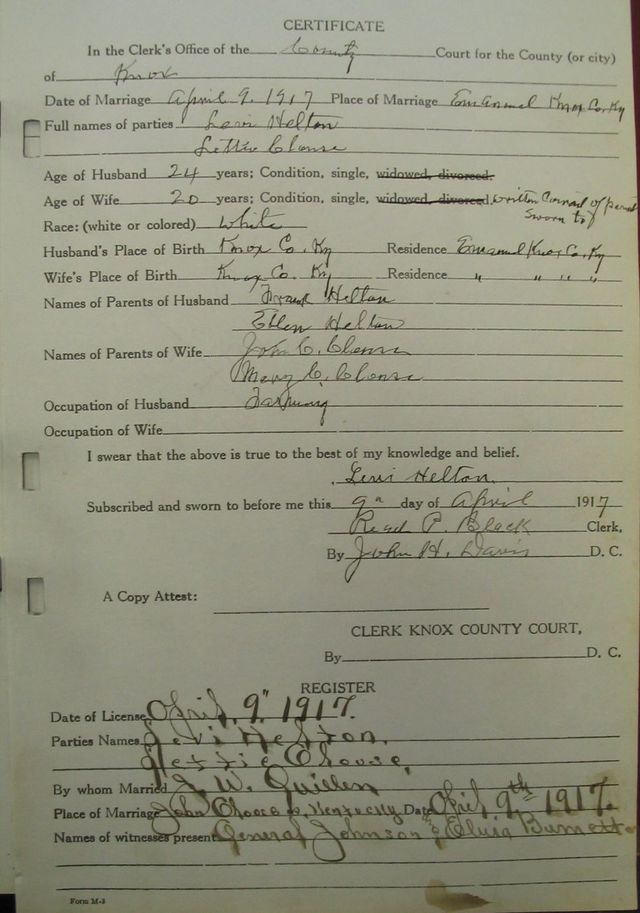 CERTIFICATE
In the Clerk's Office of the County Court for the County (or city)
of Knox
Date of Marriage April 9. 1917 Place of Marriage Emanuel Knox Co. Ky
Full names of parties Levi Helton
Lettie Clouse
Age of Husband 24 years; Condition, single, widowed, divorced.
Age of Wife 20 years; Condition, single, widowed, divorced. written consent of parent
sworn to
Race: (white or colored) White
Husband's Place of Birth Knox Co. Ky Residence Emanuel Knox Co. Ky
Wife's Place of Birth Knox Co. Ky Residence " " " "
Names of Parents of Husband Frank Helton
Ellen Helton
Names of Parents of Wife John C. Clouse
Mary C. Clouse
Occupation of Husband Farming
Occupation of Wife
I swear that the above is true to the best of my knowledge and belief.
Levi Helton.
Subscribed and sworn to before me this 9" day of April 1917
Read P. Black Clerk,
By John H. Davis D. C.
A Copy Attest:
CLERK KNOX COUNTY COURT,
By D. C.
REGISTER
Date of License April, 9" 1917.
Parties Names Levi Helton,
Lettie Clouse,
By whom Married J. W. Guillen
Place of Marriage John Kentucky Date April 9th 1917.
Names of witnesses present General Johnson & Burnett
Form M-3